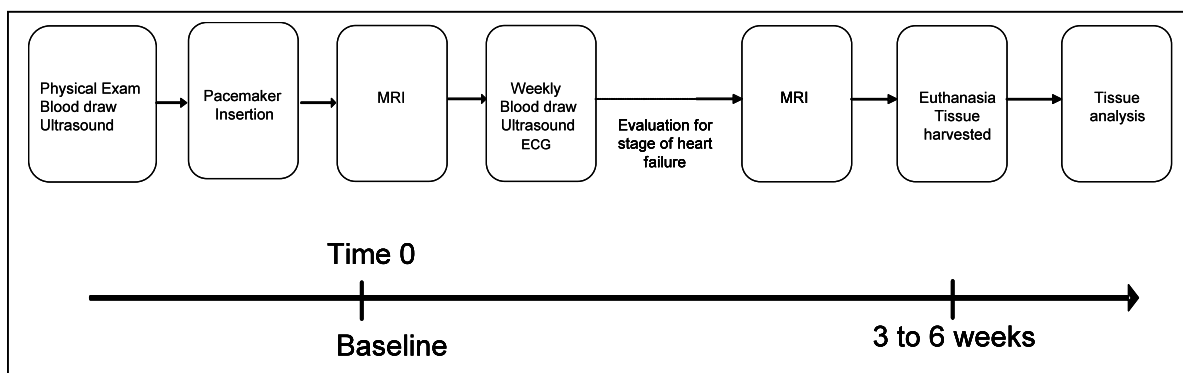 Physical Exam
Blood draw
Ultrasound
Pacemaker
Insertion
MRI
Weekly
Blood draw
Ultrasound
ECG
Evaluation for
stage of heart
failure
MRI
Euthanasia
Tissue
harvested
Tissue
analysis
Time 0
Baseline
3 to 6 weeks